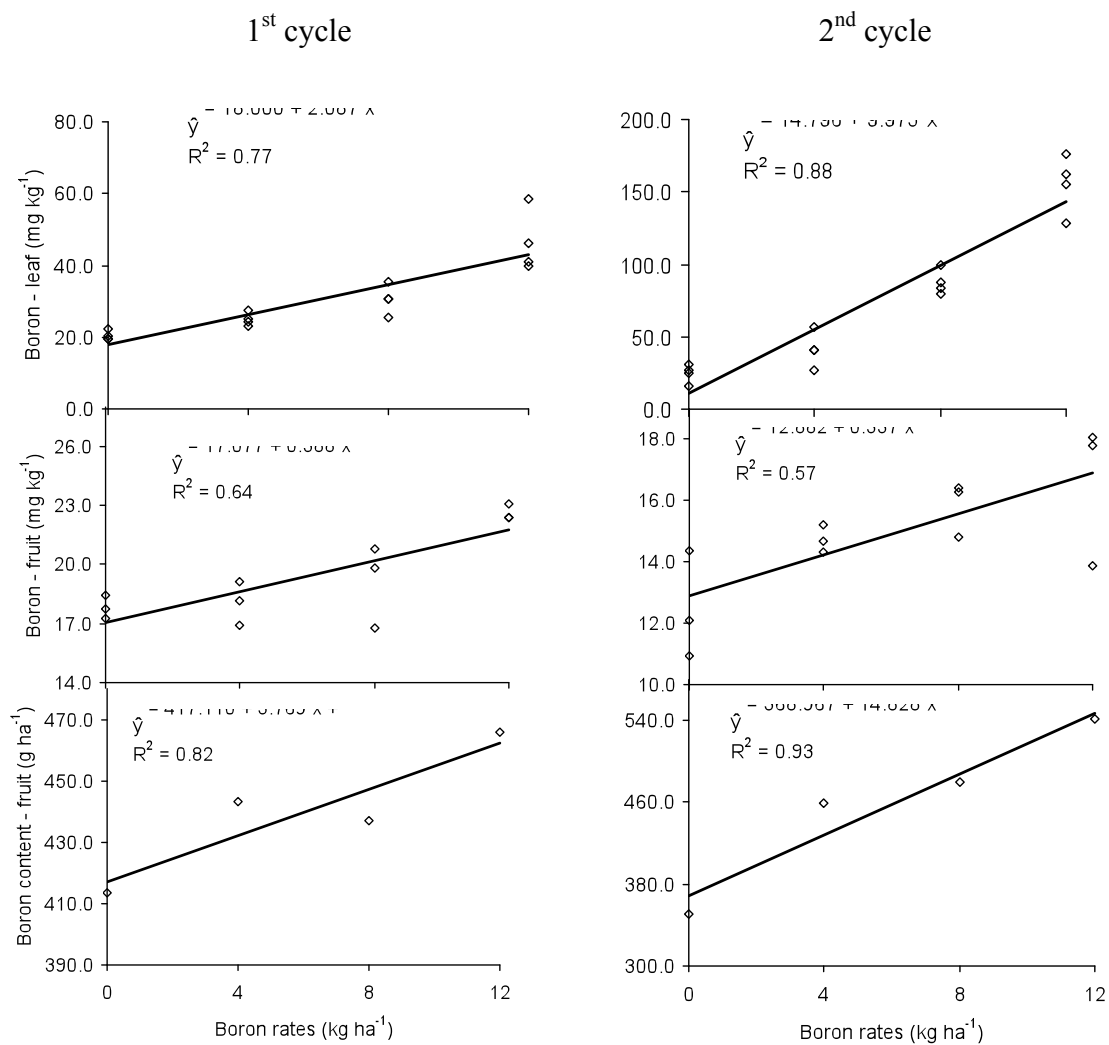 1st cycle
2nd cycle
Boron - leaf (mg kg-1)
80.0
60.0
40.0
20.0
0.0
ŷ
R2 = 0.77
200.0
150.0
100.0
50.0
0.0
ŷ
R2 = 0.88
Boron - fruit (mg kg-1)
26.0
23.0
20.0
17.0
14.0
ŷ
R2 = 0.64
18.0
16.0
14.0
12.0
10.0
ŷ
R2 = 0.57
Boron content - fruit (g ha-1)
470.0
450.0
430.0
410.0
390.0
ŷ
R2 = 0.82
0 4 8 12
Boron rates (kg ha-1)
540.0
460.0
380.0
300.0
ŷ
R2 = 0.93
0 4 8 12
Boron rates (kg ha-1)